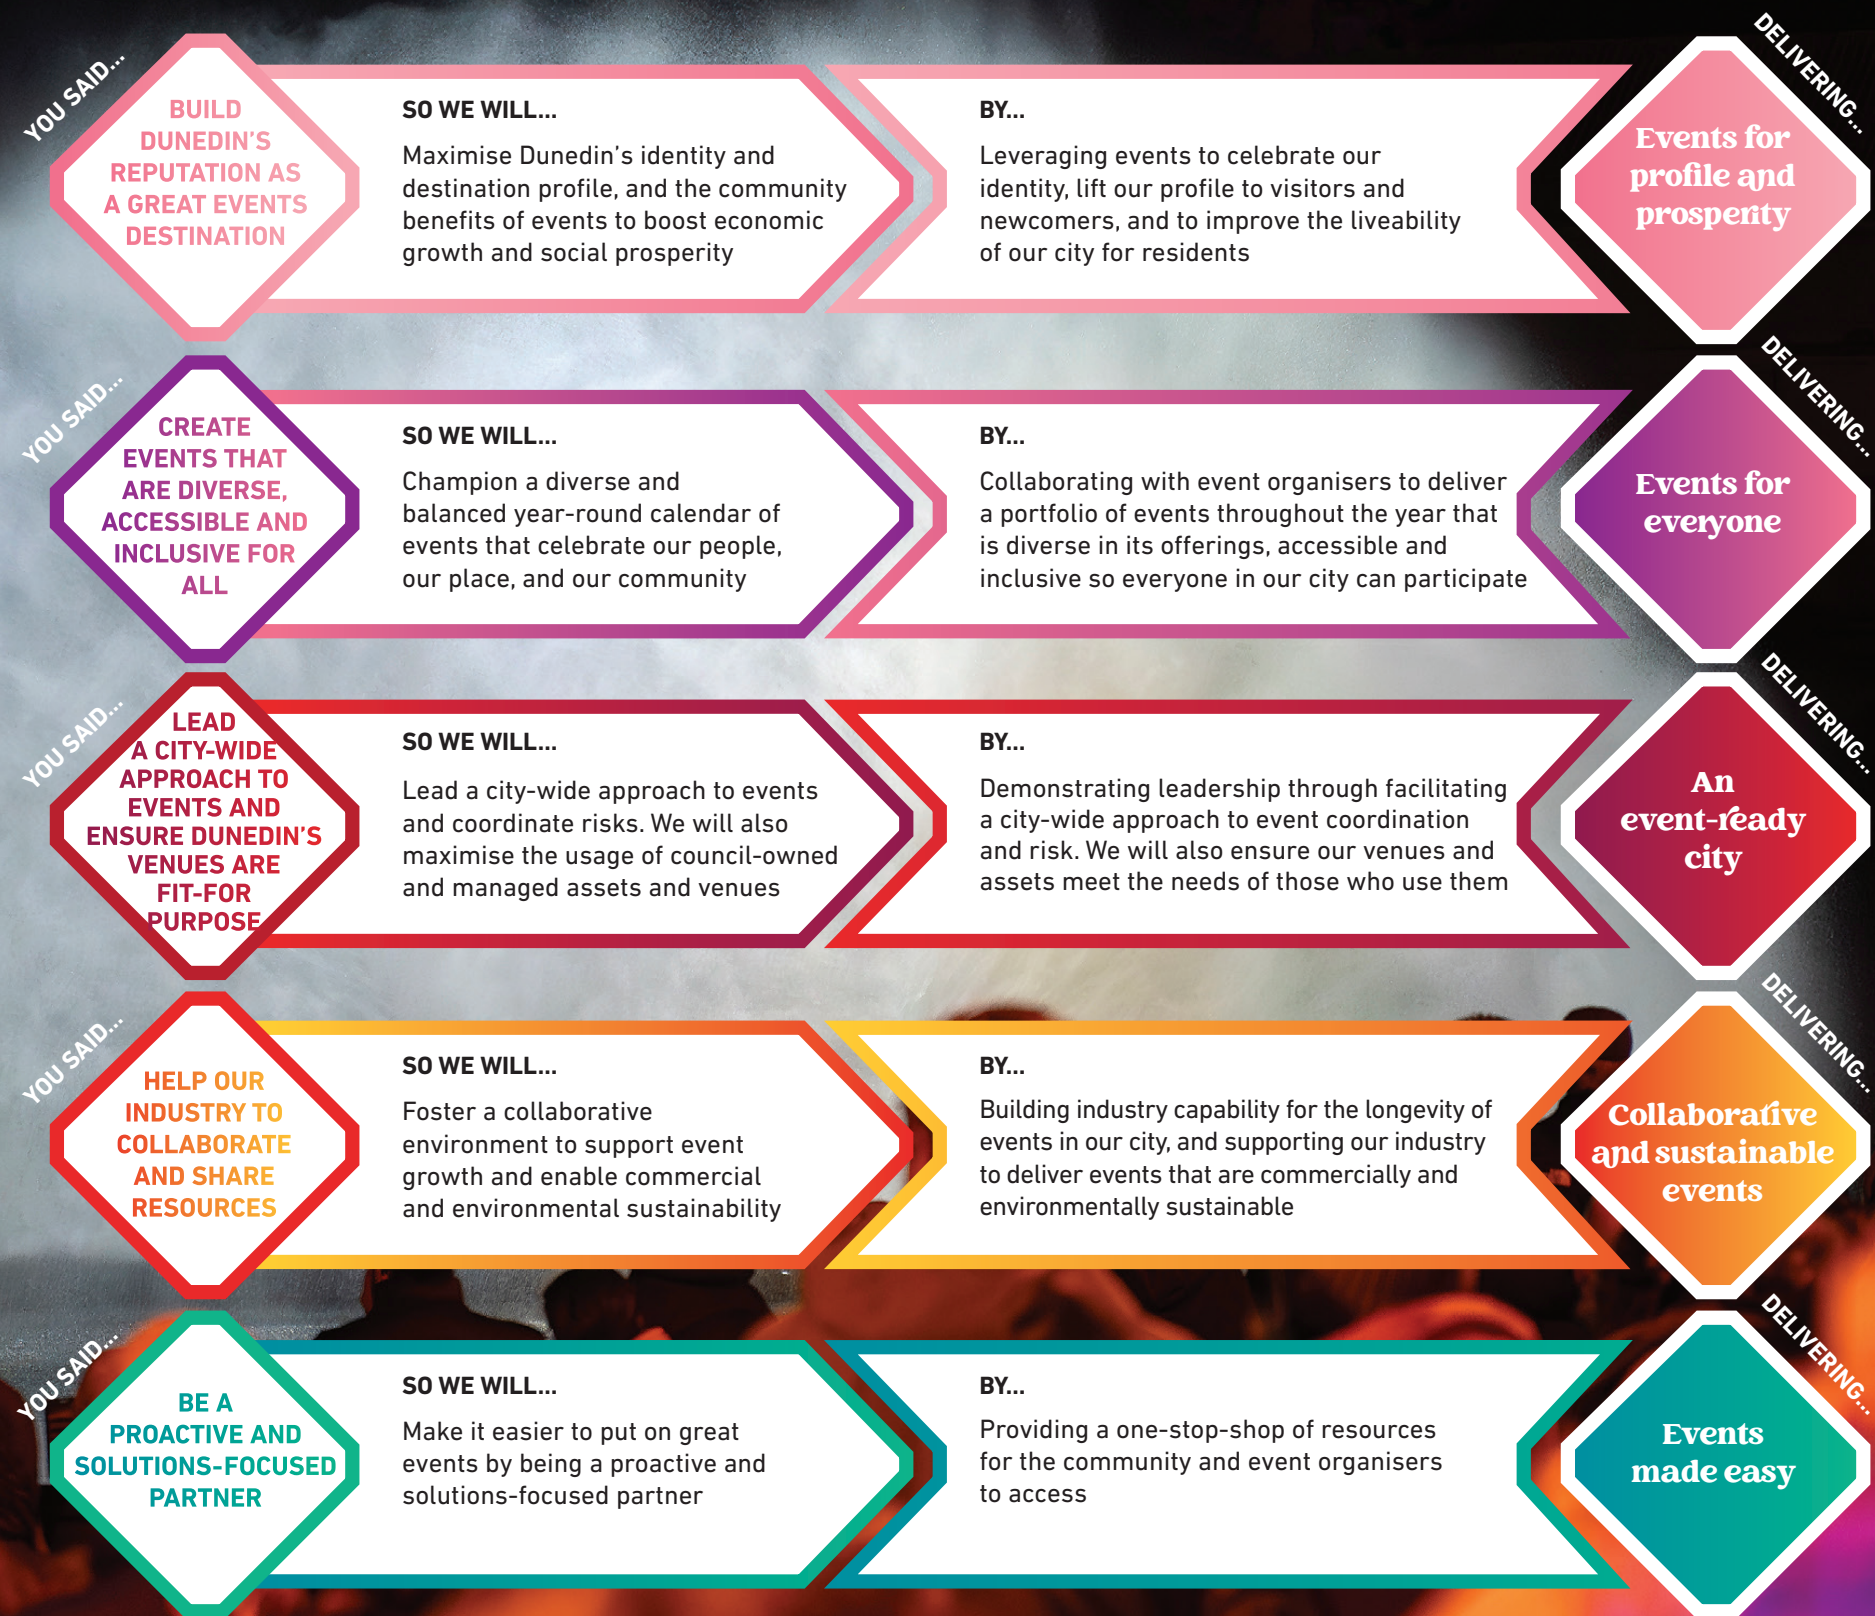 YOU SAID...
BUILD
DUNEDIN'S
REPUTATION AS
A GREAT EVENTS
DESTINATION
SO WE WILL...
Maximise Dunedin's identity and
destination profile, and the community
benefits of events to boost economic
growth and social prosperity
BY...
Leveraging events to celebrate our
identity, lift our profile to visitors and
newcomers, and to improve the liveability
of our city for residents
DELIVERING...
Events for
profile and
prosperity
YOU SAID...
CREATE
EVENTS THAT
ARE DIVERSE,
ACCESSIBLE AND
INCLUSIVE FOR
ALL
SO WE WILL...
Champion a diverse and
balanced year-round calendar of
events that celebrate our people,
our place, and our community
BY...
Collaborating with event organisers to deliver
a portfolio of events throughout the year that
is diverse in its offerings, accessible and
inclusive so everyone in our city can participate
DELIVERING...
Events for
everyone
YOU SAID...
LEAD
A CITY-WIDE
APPROACH TO
EVENTS AND
ENSURE DUNEDIN'S
VENUES ARE
FIT-FOR
PURPOSE
SO WE WILL...
Lead a city-wide approach to events
and coordinate risks. We will also
maximise the usage of council-owned
and managed assets and venues
BY...
Demonstrating leadership through facilitating
a city-wide approach to event coordination
and risk. We will also ensure our venues and
assets meet the needs of those who use them
DELIVERING...
An
event-ready
city
YOU SAID...
HELP OUR
INDUSTRY TO
COLLABORATE
AND SHARE
RESOURCES
SO WE WILL...
Foster a collaborative
environment to support event
growth and enable commercial
and environmental sustainability
BY...
Building industry capability for the longevity of
events in our city, and supporting our industry
to deliver events that are commercially and
environmentally sustainable
DELIVERING...
Collaborative
and sustainable
events
YOU SAID...
BE A
PROACTIVE AND
SOLUTIONS-FOCUSED
PARTNER
SO WE WILL...
Make it easier to put on great
events by being a proactive and
solutions-focused partner
BY...
Providing a one-stop-shop of resources
for the community and event organisers
to access
DELIVERING...
Events
made easy